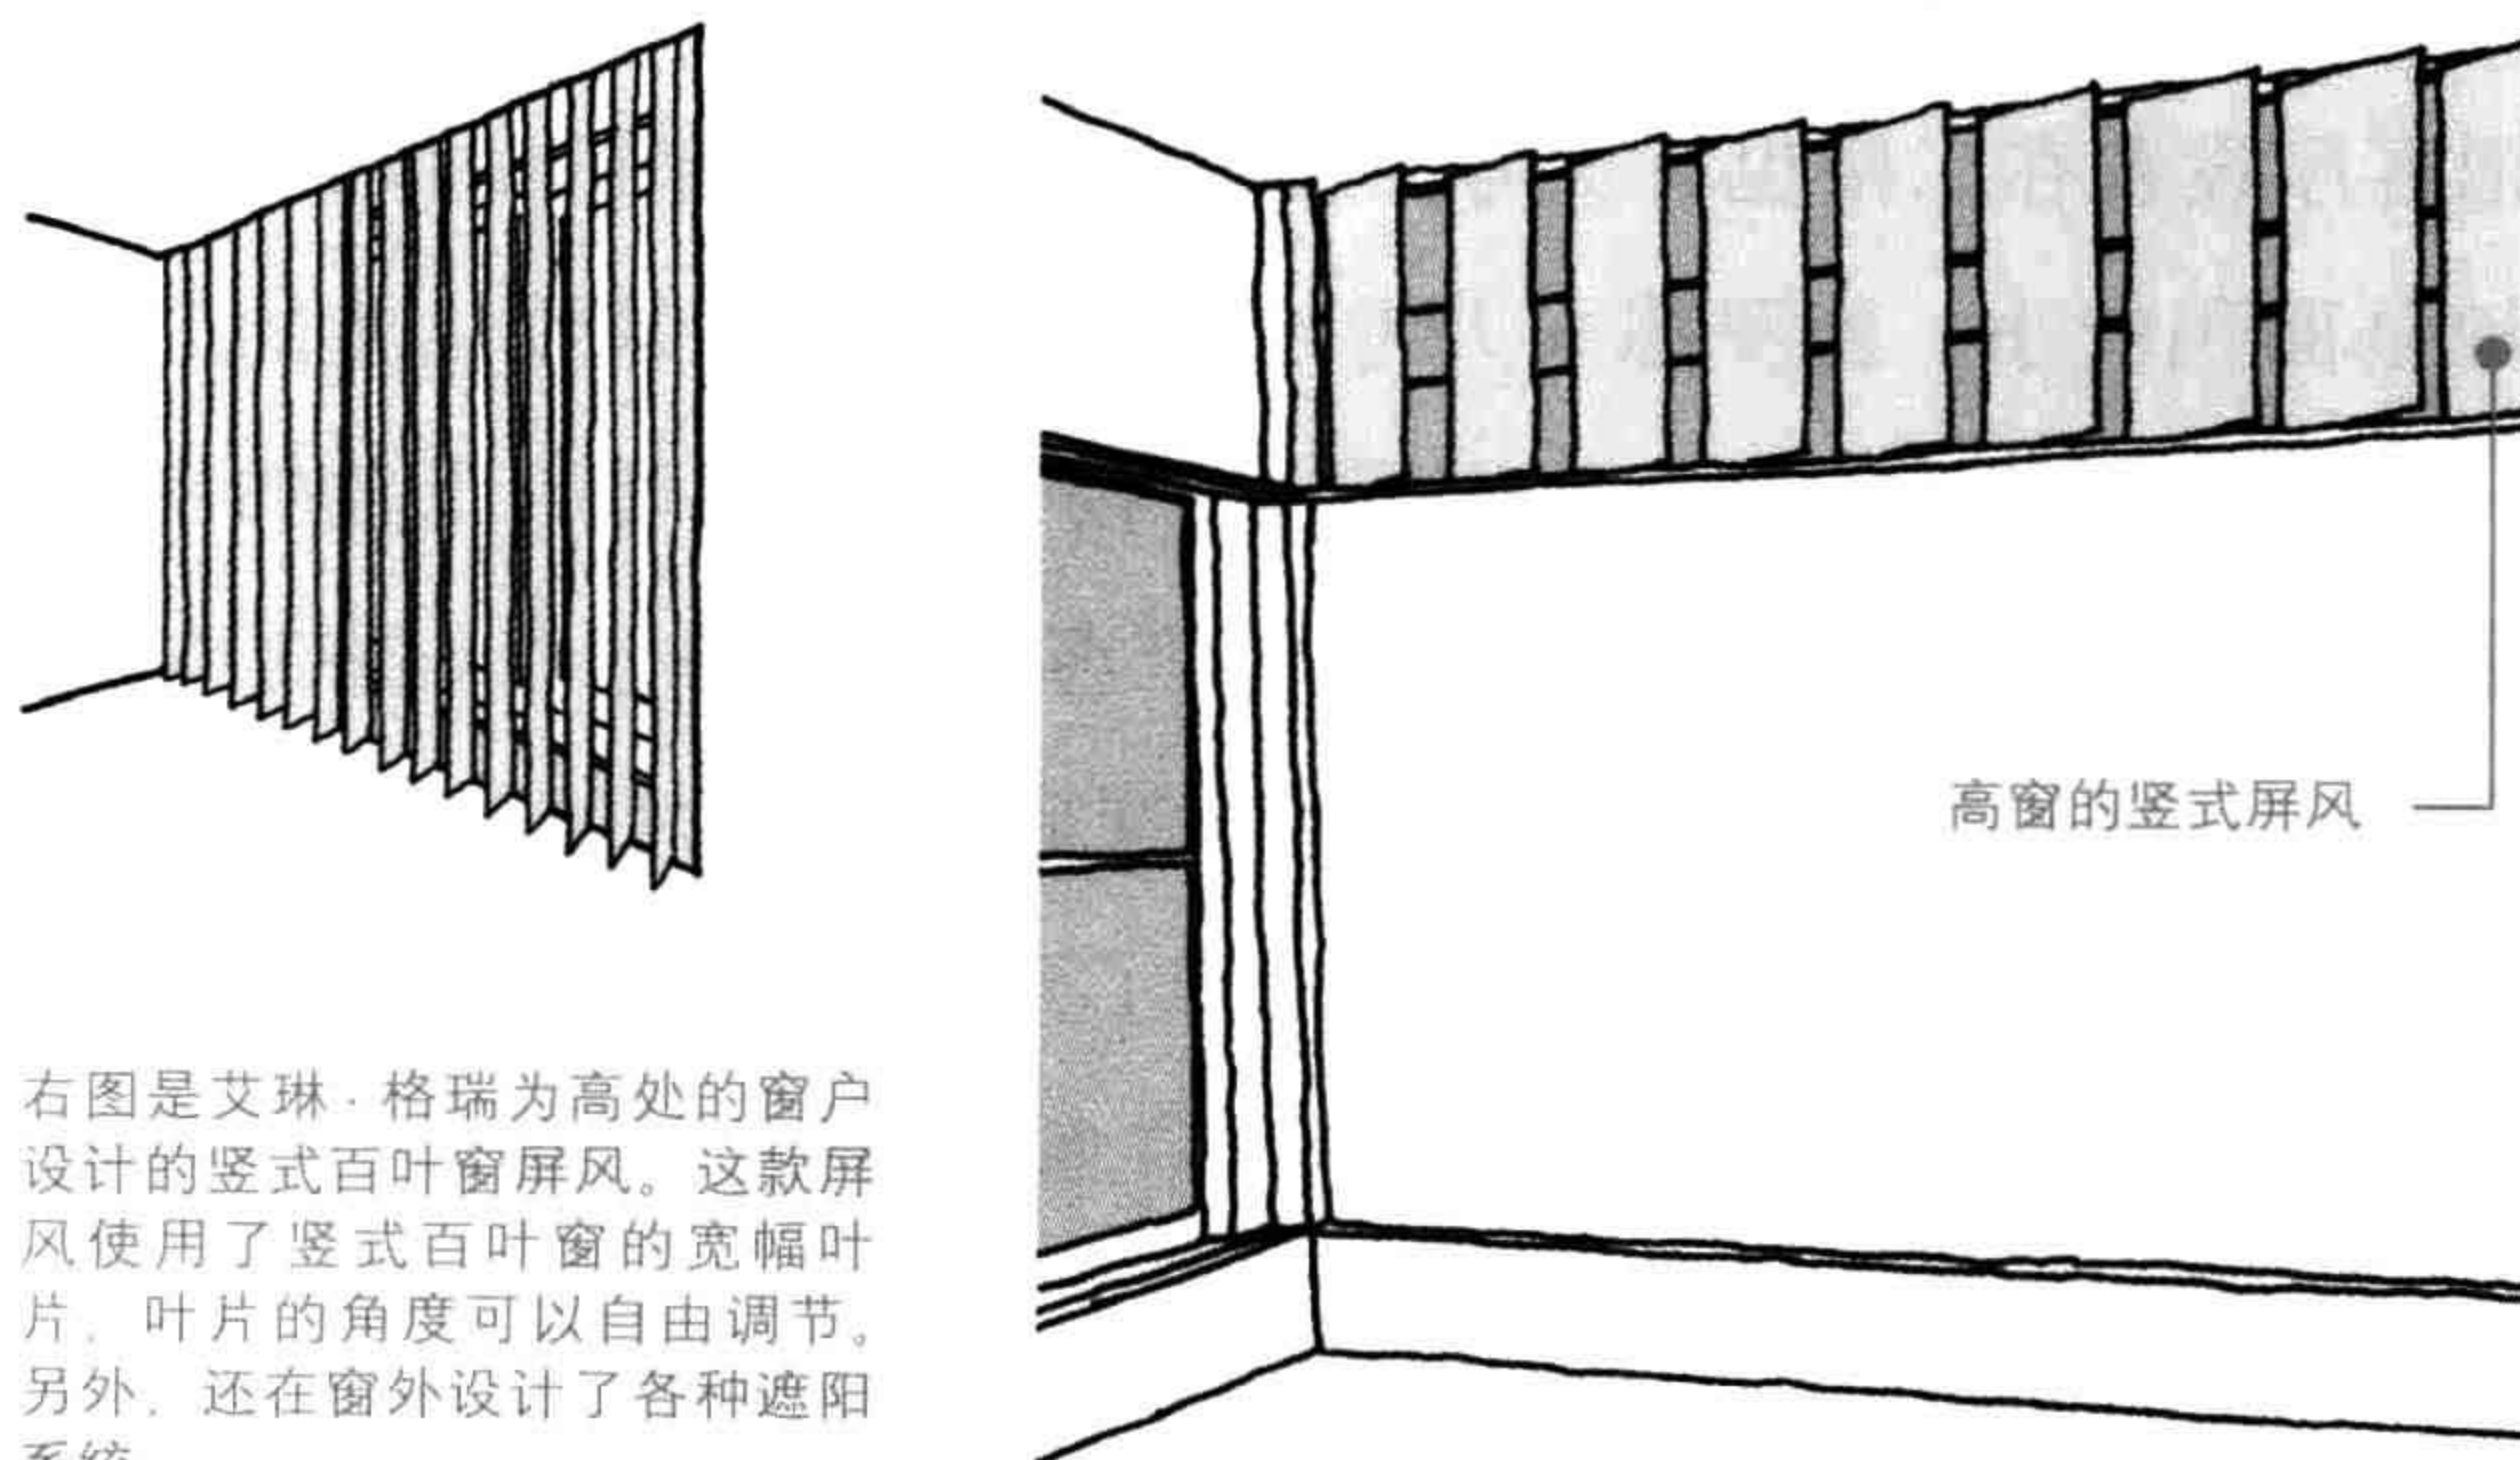 高窗的竖式屏风
右图是艾琳·格瑞为高处的窗户
设计的竖式百叶窗屏风。这款屏
风使用了竖式百叶窗的宽幅叶
片，叶片的角度可以自由调节。
另外，还在窗外设计了各种遮阳